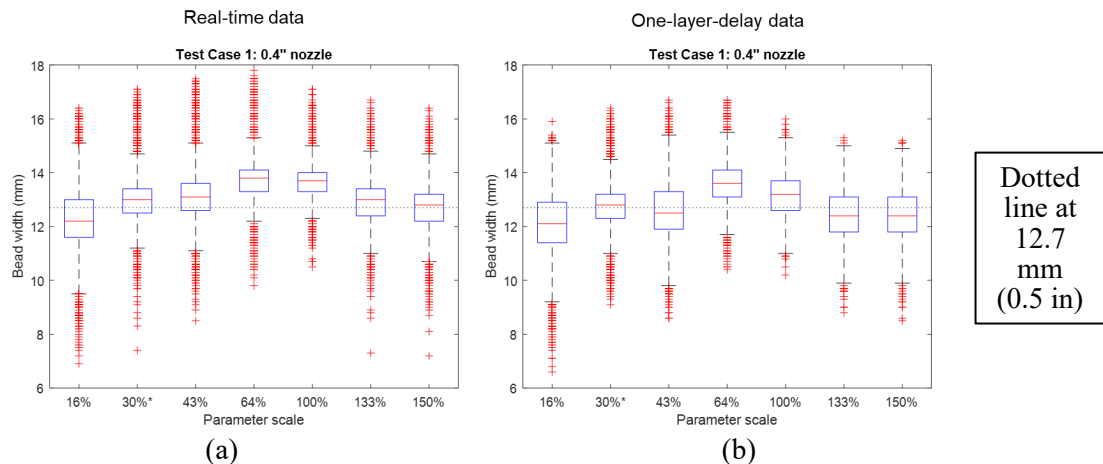 Real-time data
One-layer-delay data
Test Case 1: 0.4" nozzle
18
16
14
12
10
8
6
Bead width (mm)
16%
30%*
43%
64%
100%
133%
150%
Parameter scale
(a)
Test Case 1: 0.4" nozzle
18
16
14
12
10
8
6
Bead width (mm)
16%
30%*
43%
64%
100%
133%
150%
Parameter scale
(b)
Dotted
line at
12.7
mm
(0.5 in)